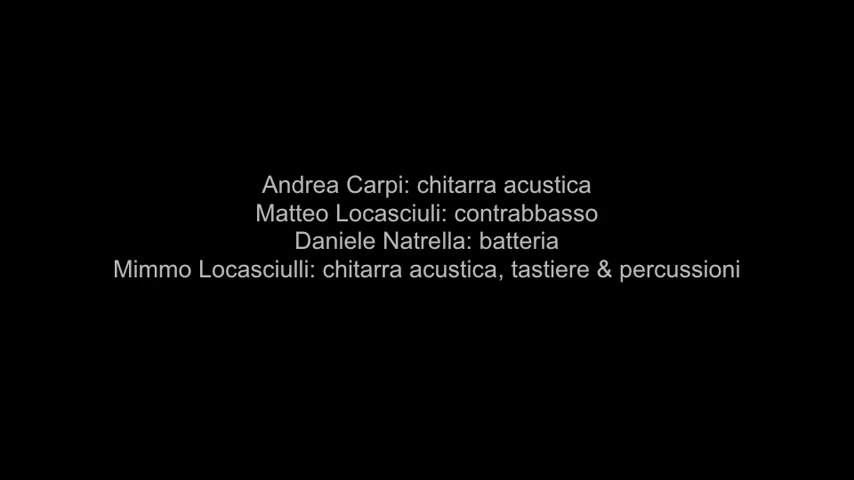 Andrea Carpi: chitarra acustica
Matteo Locasciuli: contrabbasso
Daniele Natrella: batteria
Mimmo Locasciulli: chitarra acustica, tastiere & percussioni